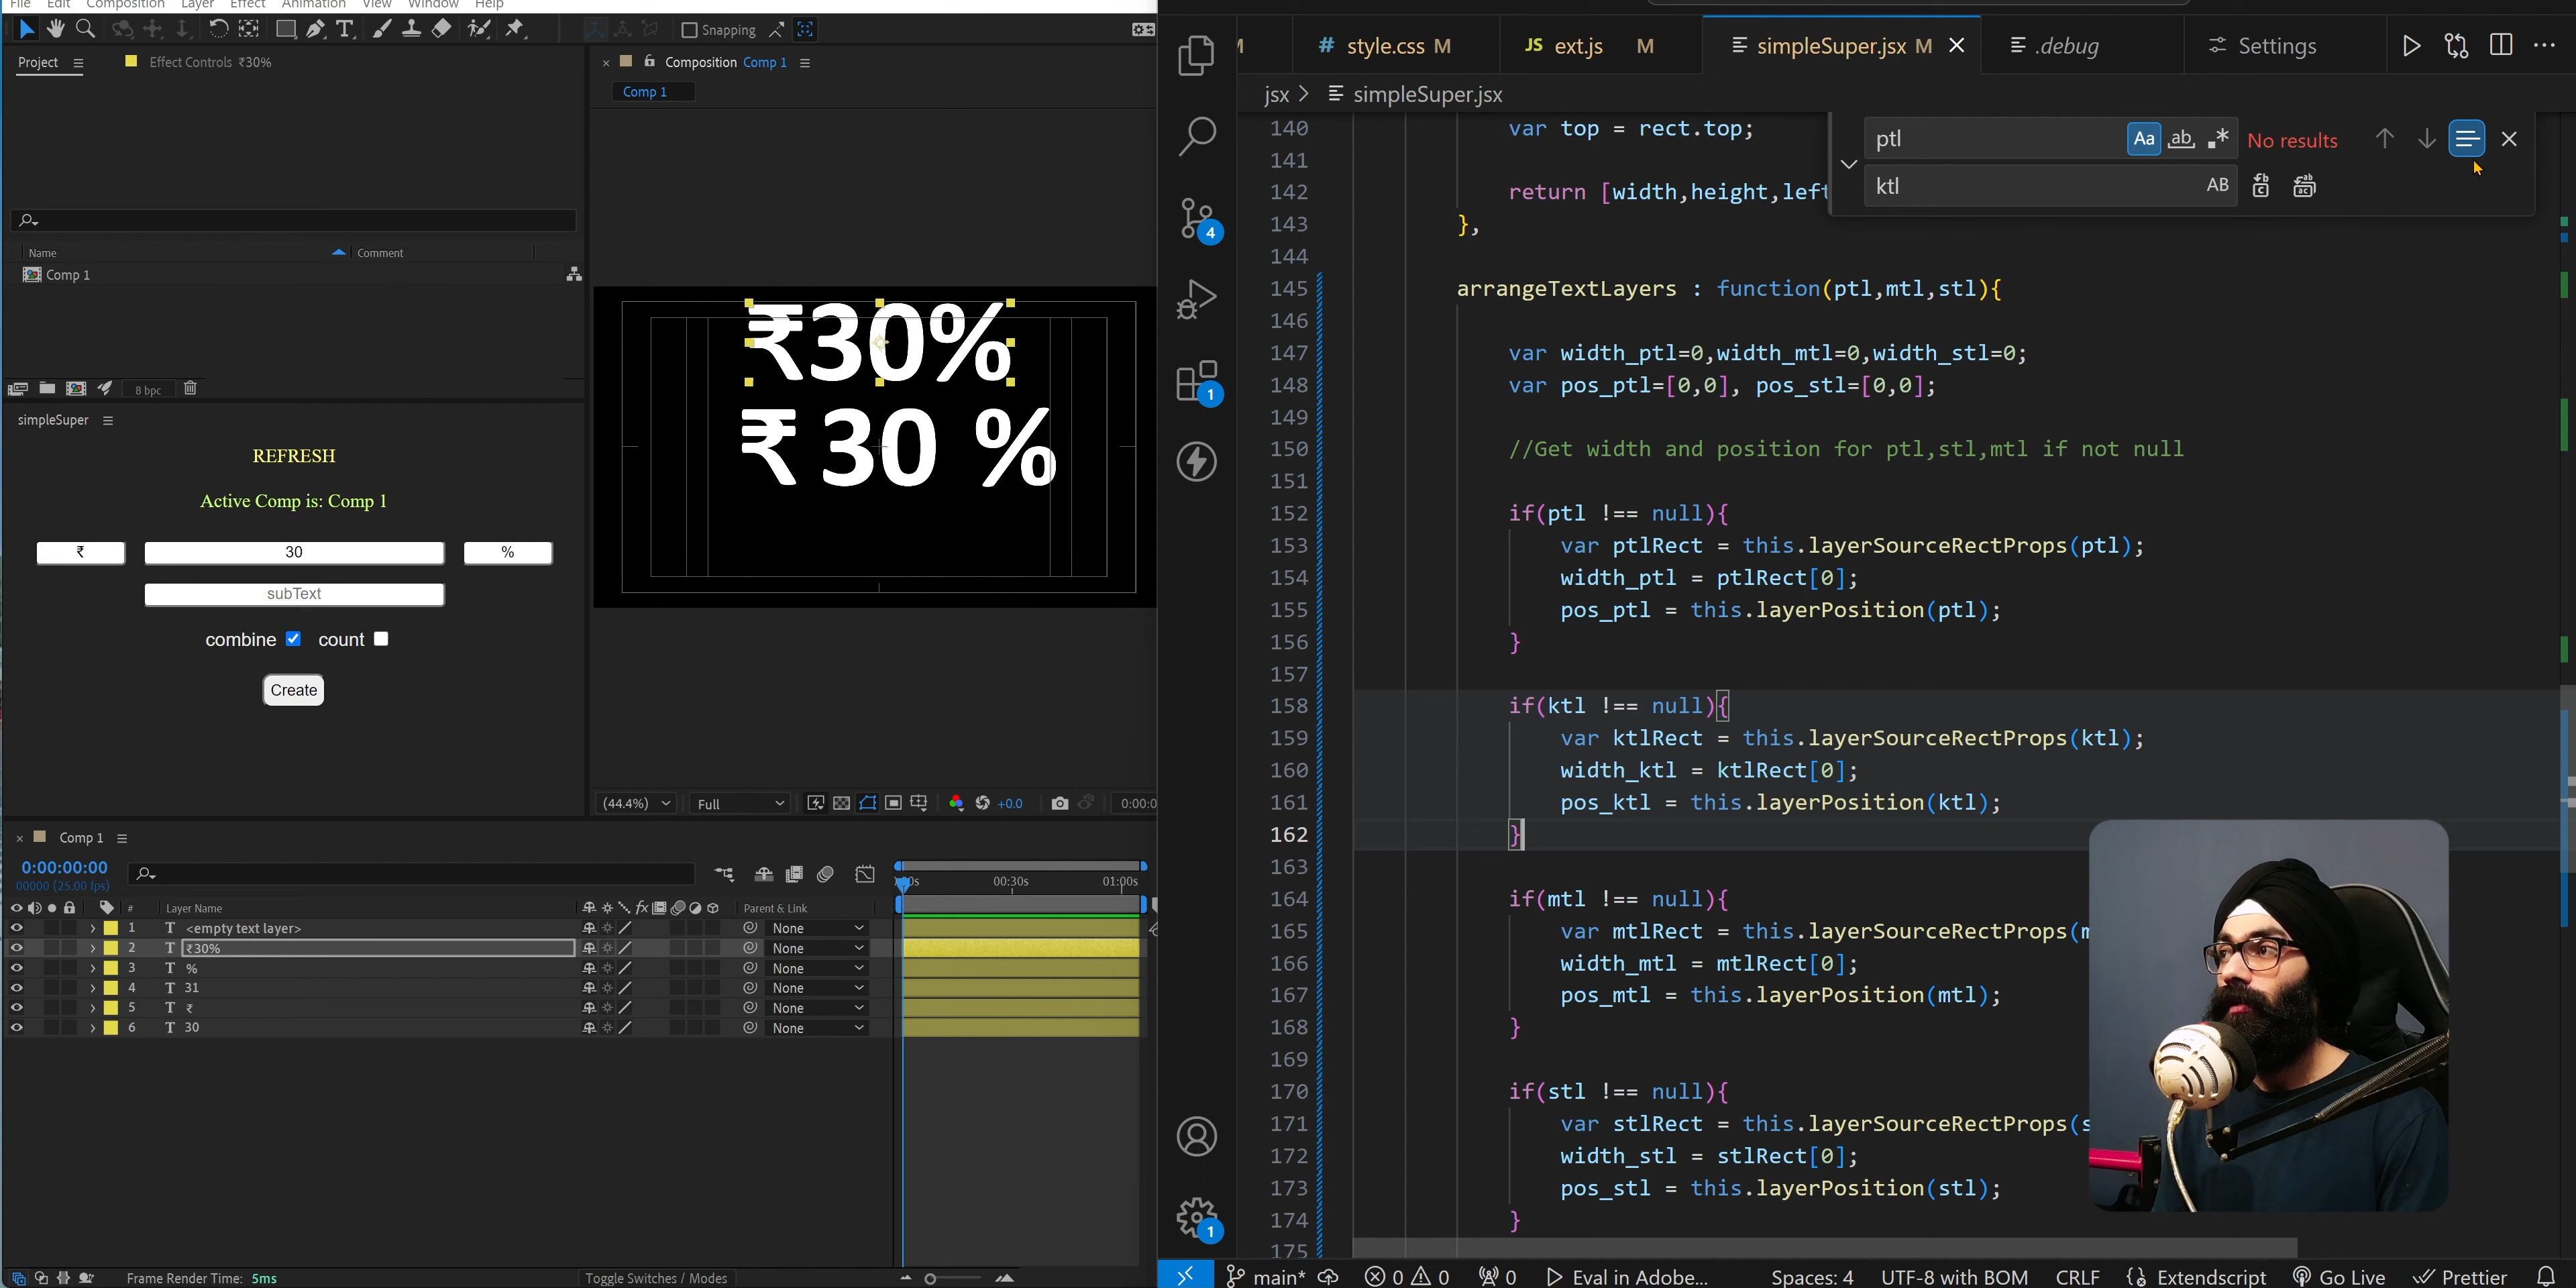 File Edit Composition Layer Effect Animation View Window Help
Snapping
Project
Effect Controls ₹30%
Composition Comp 1
Comp 1
Name
Comment
Comp 1
8 bpc
simpleSuper
REFRESH
Active Comp is: Comp 1
₹ 30 %
subText
combine count
Create
₹30%
₹ 30 %
(44.4%) Full +0.0 0:00:0
Comp 1
0:00:00:00
00000 (25.00 fps)
00:30s 01:00s
# Layer Name fx Parent & Link
1 T <empty text layer> None
2 T ₹30% None
3 T % None
4 T 31 None
5 T ₹ None
6 T 30 None
Frame Render Time: 5ms
Toggle Switches / Modes
# style.css M
JS ext.js M
simpleSuper.jsx M
.debug
Settings
jsx > simpleSuper.jsx
ptl Aa ab No results
ktl AB
140 var top = rect.top;
141
142 return [width,height,left
143 },
144
145 arrangeTextLayers : function(ptl,mtl,stl){
146
147 var width_ptl=0,width_mtl=0,width_stl=0;
148 var pos_ptl=[0,0], pos_stl=[0,0];
149
150 //Get width and position for ptl,stl,mtl if not null
151
152 if(ptl !== null){
153 var ptlRect = this.layerSourceRectProps(ptl);
154 width_ptl = ptlRect[0];
155 pos_ptl = this.layerPosition(ptl);
156 }
157
158 if(ktl !== null){
159 var ktlRect = this.layerSourceRectProps(ktl);
160 width_ktl = ktlRect[0];
161 pos_ktl = this.layerPosition(ktl);
162 }
163
164 if(mtl !== null){
165 var mtlRect = this.layerSourceRectProps(m
166 width_mtl = mtlRect[0];
167 pos_mtl = this.layerPosition(mtl);
168 }
169
170 if(stl !== null){
171 var stlRect = this.layerSourceRectProps(s
172 width_stl = stlRect[0];
173 pos_stl = this.layerPosition(stl);
174 }
175
4
1
1
main* 0 0 0 Eval in Adobe... Spaces: 4 UTF-8 with BOM CRLF Extendscript Go Live Prettier